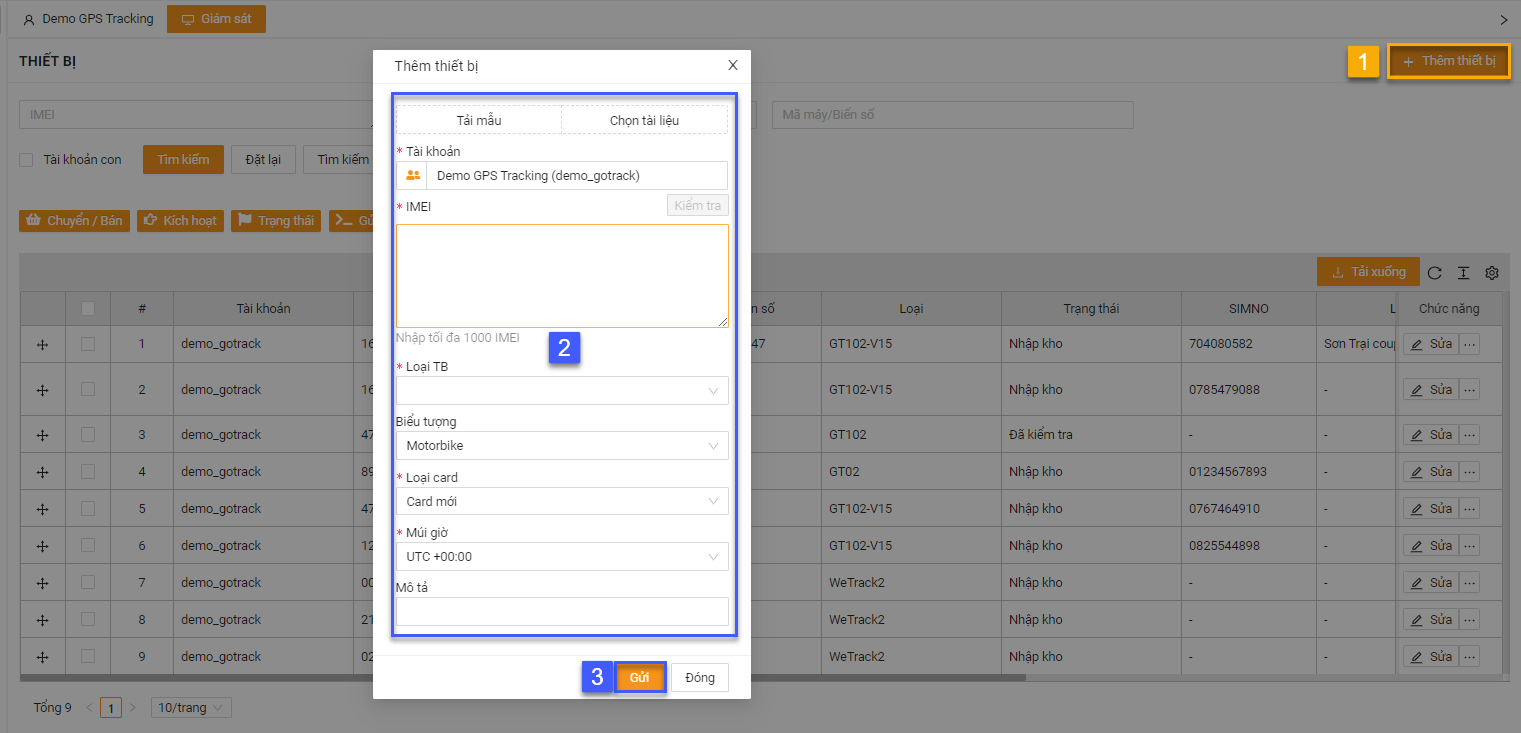 Demo GPS Tracking Giám sát
THIẾT BỊ
1 + Thêm thiết bị
IMEI
Mã máy/Biển số
Tài khoản con Tìm kiếm Đặt lại Tìm kiếm
Chuyển / Bán Kích hoạt Trạng thái
Tải xuống
# Tài khoản n số Loại Trạng thái SIMNO L Chức năng
1 demo_gotrack 16 47 GT102-V15 Nhập kho 704080582 Sơn Trại coup Sửa ...
2 demo_gotrack 16 GT102-V15 Nhập kho 0785479088 - Sửa ...
3 demo_gotrack 47 GT102 Đã kiểm tra - - Sửa ...
4 demo_gotrack 89 GT02 Nhập kho 01234567893 - Sửa ...
5 demo_gotrack 47 GT102-V15 Nhập kho 0767464910 - Sửa ...
6 demo_gotrack 12 GT102-V15 Nhập kho 0825544898 - Sửa ...
7 demo_gotrack 00 WeTrack2 Nhập kho - - Sửa ...
8 demo_gotrack 21 WeTrack2 Nhập kho - - Sửa ...
9 demo_gotrack 02 WeTrack2 Nhập kho - - Sửa ...
Tổng 9 < 1 > 10/trang
Thêm thiết bị
Tải mẫu Chọn tài liệu
* Tài khoản
Demo GPS Tracking (demo_gotrack)
* IMEI Kiểm tra
Nhập tối đa 1000 IMEI
2
* Loại TB
Biểu tượng
Motorbike
* Loại card
Card mới
* Múi giờ
UTC +00:00
Mô tả
3 Gửi Đóng